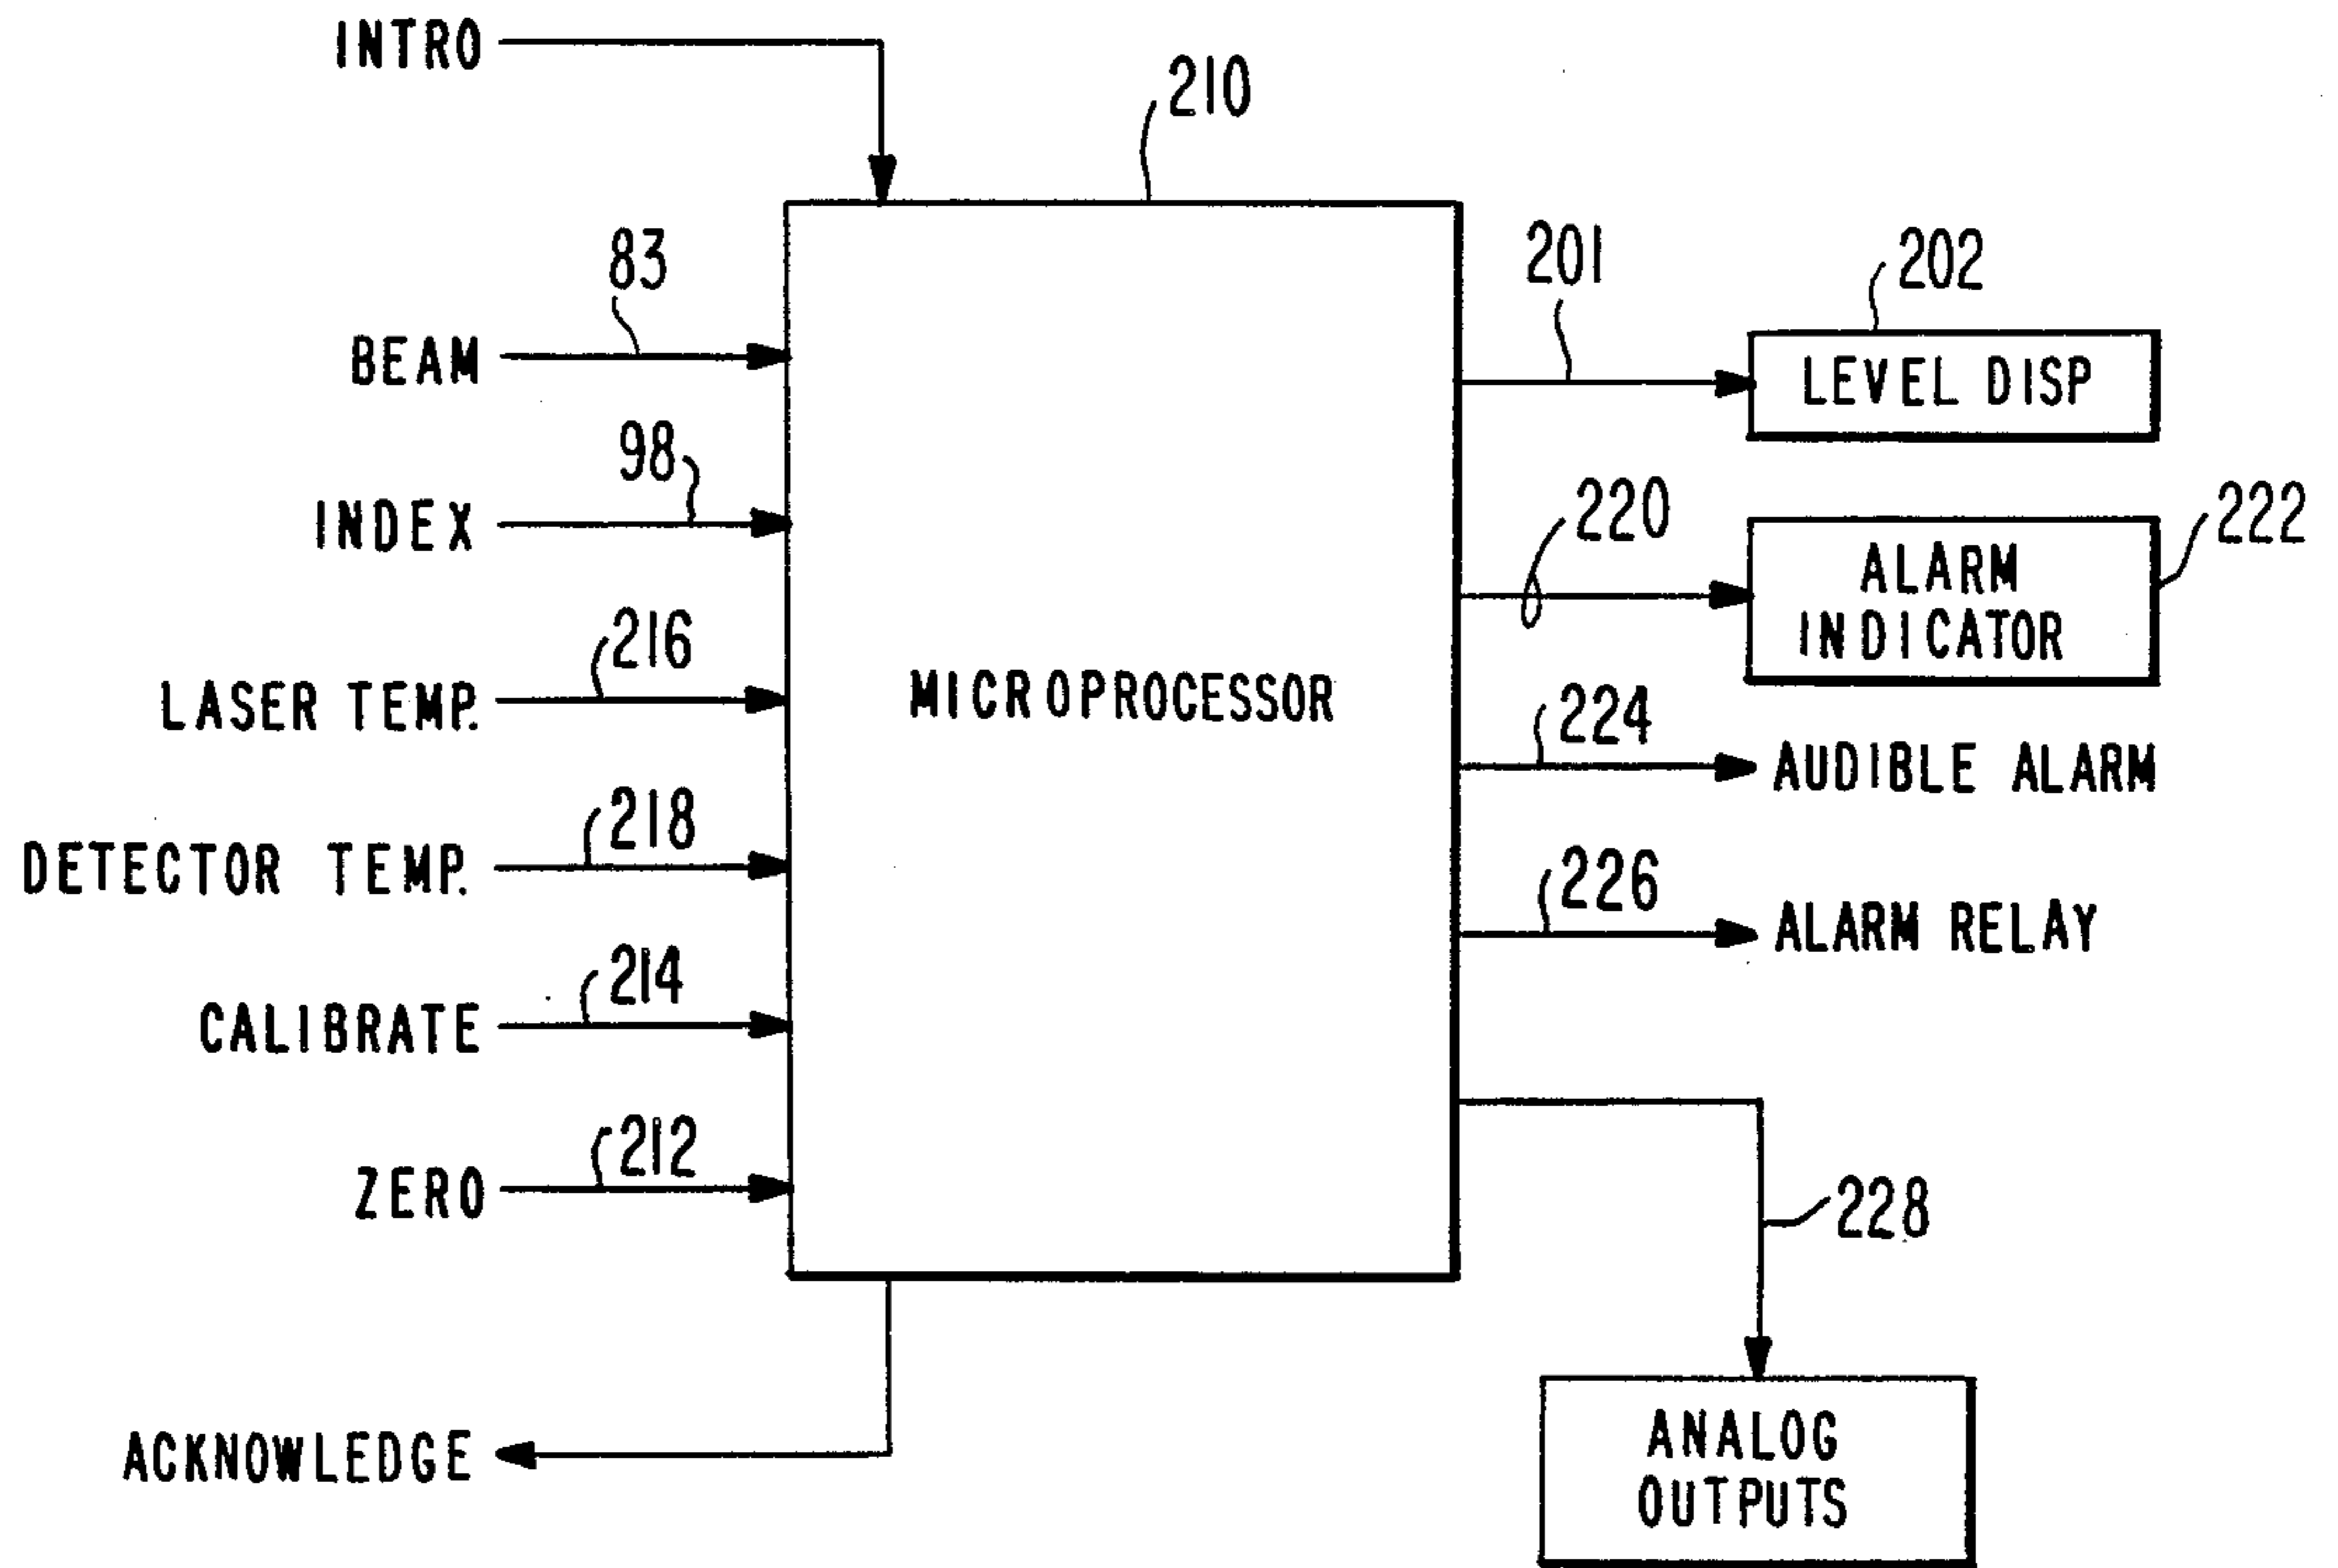 INTRO
210
83
201
202
BEAM
LEVEL DISP
98
220
222
INDEX
ALARM
INDICATOR
216
LASER TEMP.
MICROPROCESSOR
224
AUDIBLE ALARM
218
DETECTOR TEMP.
226
ALARM RELAY
214
CALIBRATE
212
ZERO
228
ACKNOWLEDGE
ANALOG
OUTPUTS